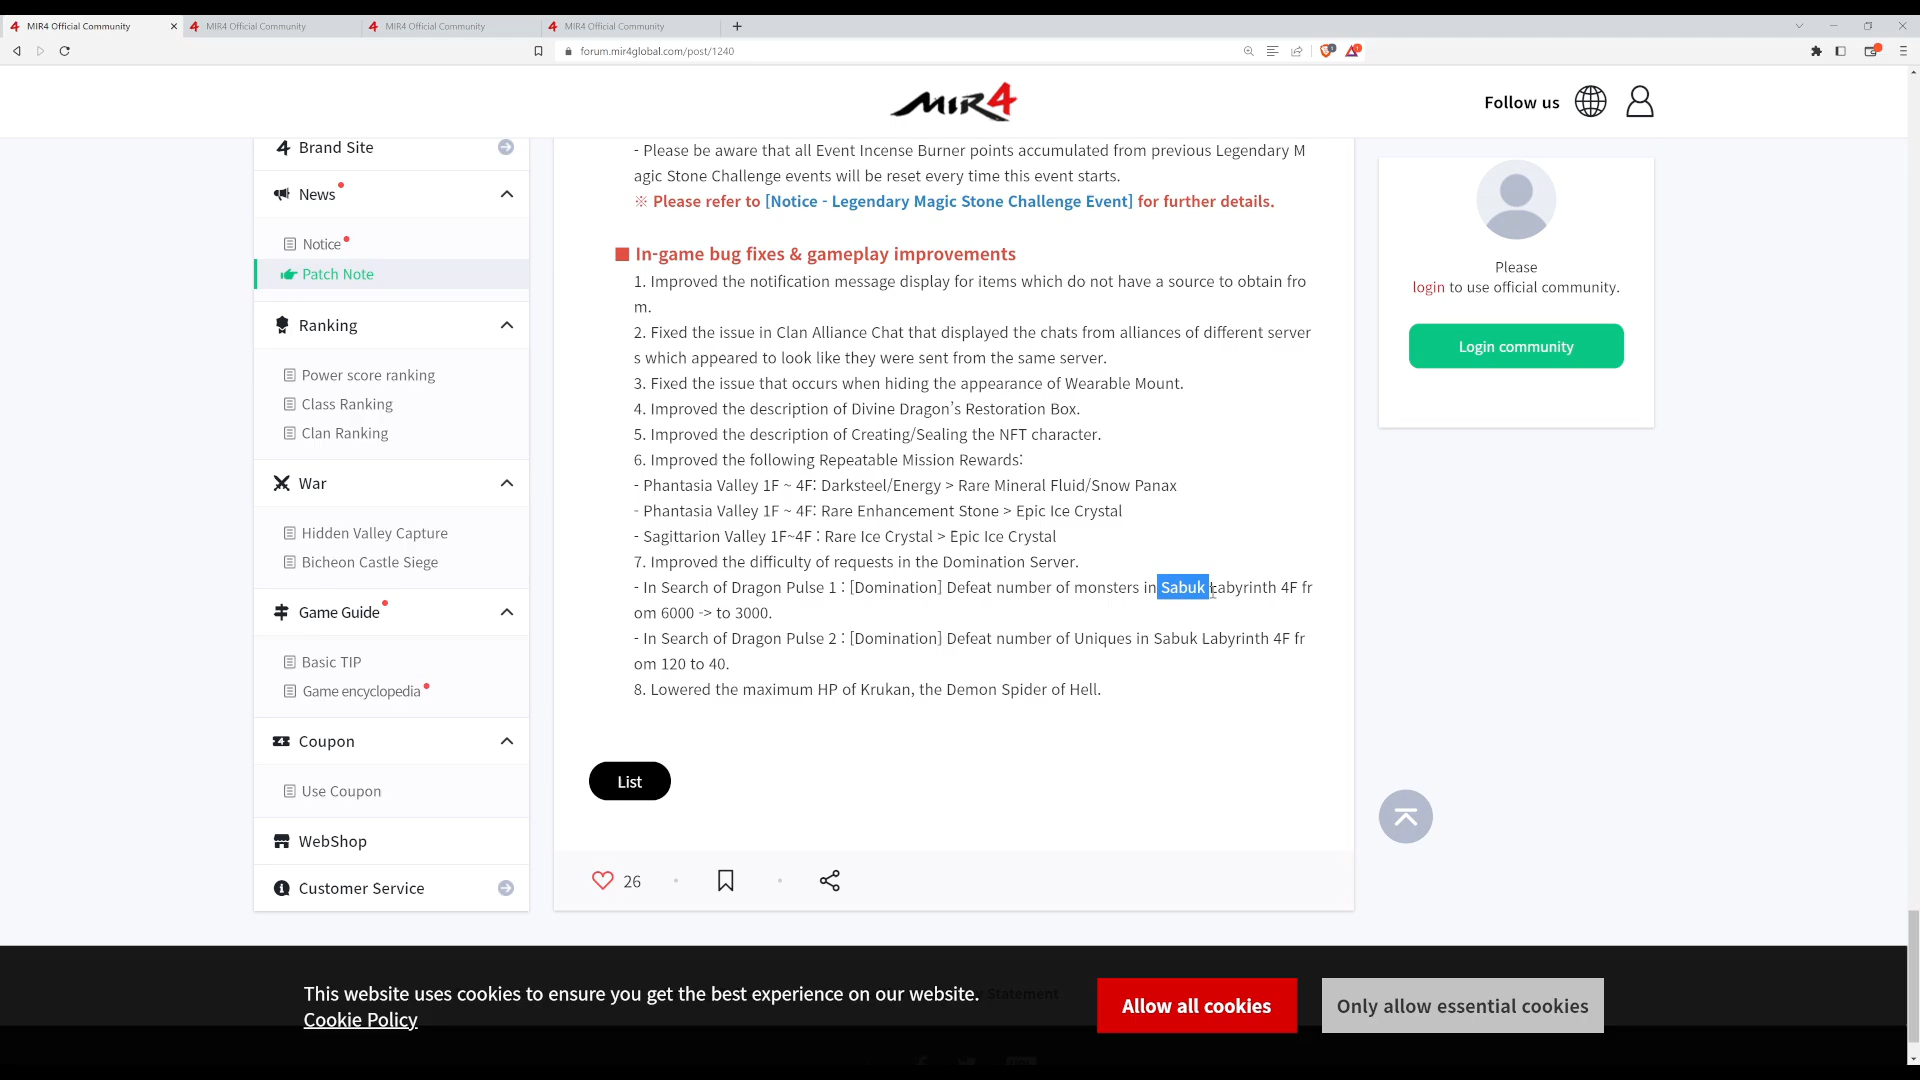 MIR4 Official Community
MIR4 Official Community
MIR4 Official Community
MIR4 Official Community
forum.mir4global.com/post/1240
MIR4
Follow us
Brand Site
News
Notice
Patch Note
Ranking
Power score ranking
Class Ranking
Clan Ranking
War
Hidden Valley Capture
Bicheon Castle Siege
Game Guide
Basic TIP
Game encyclopedia
Coupon
Use Coupon
WebShop
Customer Service
- Please be aware that all Event Incense Burner points accumulated from previous Legendary M
agic Stone Challenge events will be reset every time this event starts.
※ Please refer to [Notice - Legendary Magic Stone Challenge Event] for further details.
■ In-game bug fixes & gameplay improvements
1. Improved the notification message display for items which do not have a source to obtain fro
m.
2. Fixed the issue in Clan Alliance Chat that displayed the chats from alliances of different server
s which appeared to look like they were sent from the same server.
3. Fixed the issue that occurs when hiding the appearance of Wearable Mount.
4. Improved the description of Divine Dragon's Restoration Box.
5. Improved the description of Creating/Sealing the NFT character.
6. Improved the following Repeatable Mission Rewards:
- Phantasia Valley 1F ~ 4F: Darksteel/Energy > Rare Mineral Fluid/Snow Panax
- Phantasia Valley 1F ~ 4F: Rare Enhancement Stone > Epic Ice Crystal
- Sagittarion Valley 1F~4F : Rare Ice Crystal > Epic Ice Crystal
7. Improved the difficulty of requests in the Domination Server.
- In Search of Dragon Pulse 1 : [Domination] Defeat number of monsters in Sabuk Labyrinth 4F fr
om 6000 -> to 3000.
- In Search of Dragon Pulse 2 : [Domination] Defeat number of Uniques in Sabuk Labyrinth 4F fr
om 120 to 40.
8. Lowered the maximum HP of Krukan, the Demon Spider of Hell.
List
26
Please
login to use official community.
Login community
This website uses cookies to ensure you get the best experience on our website.
Cookie Policy
Statement
Allow all cookies
Only allow essential cookies